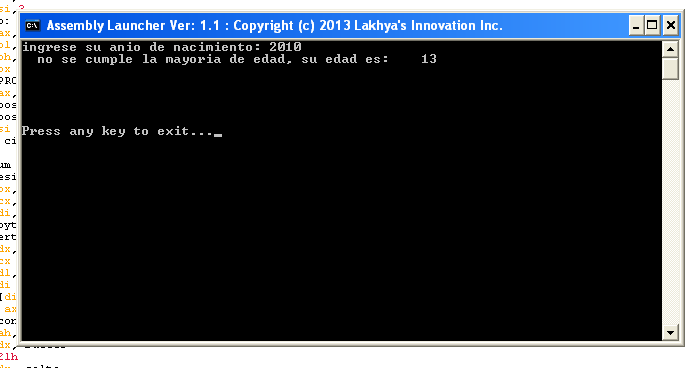 Assembly Launcher Ver: 1.1 : Copyright (c) 2013 Lakhya's Innovation Inc.
ingrese su anio de nacimiento: 2010
no se cumple la mayoria de edad, su edad es: 13
Press any key to exit..._